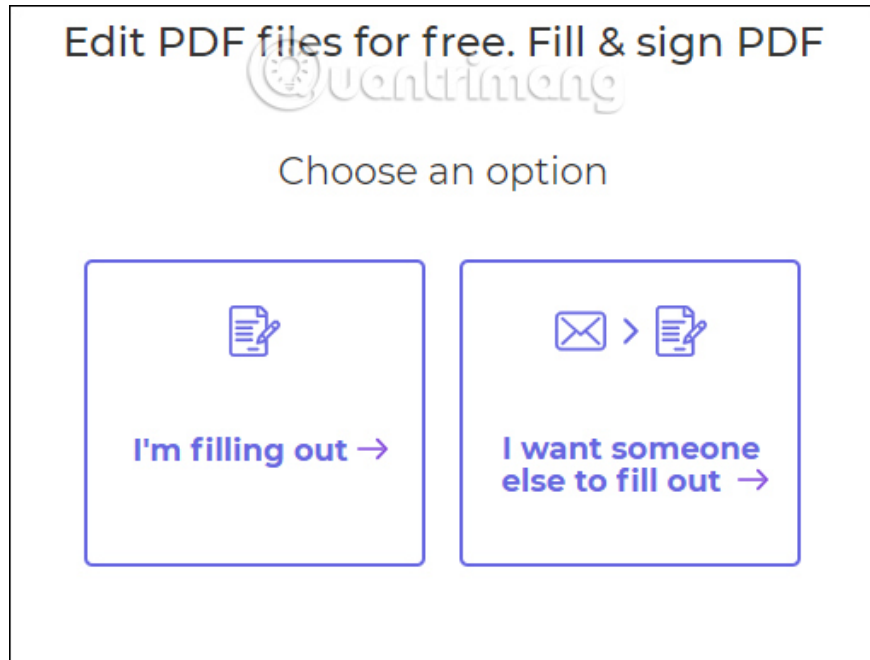 Edit PDF files for free. Fill & sign PDF
Quantrimang
Choose an option
I'm filling out →
I want someone
else to fill out →